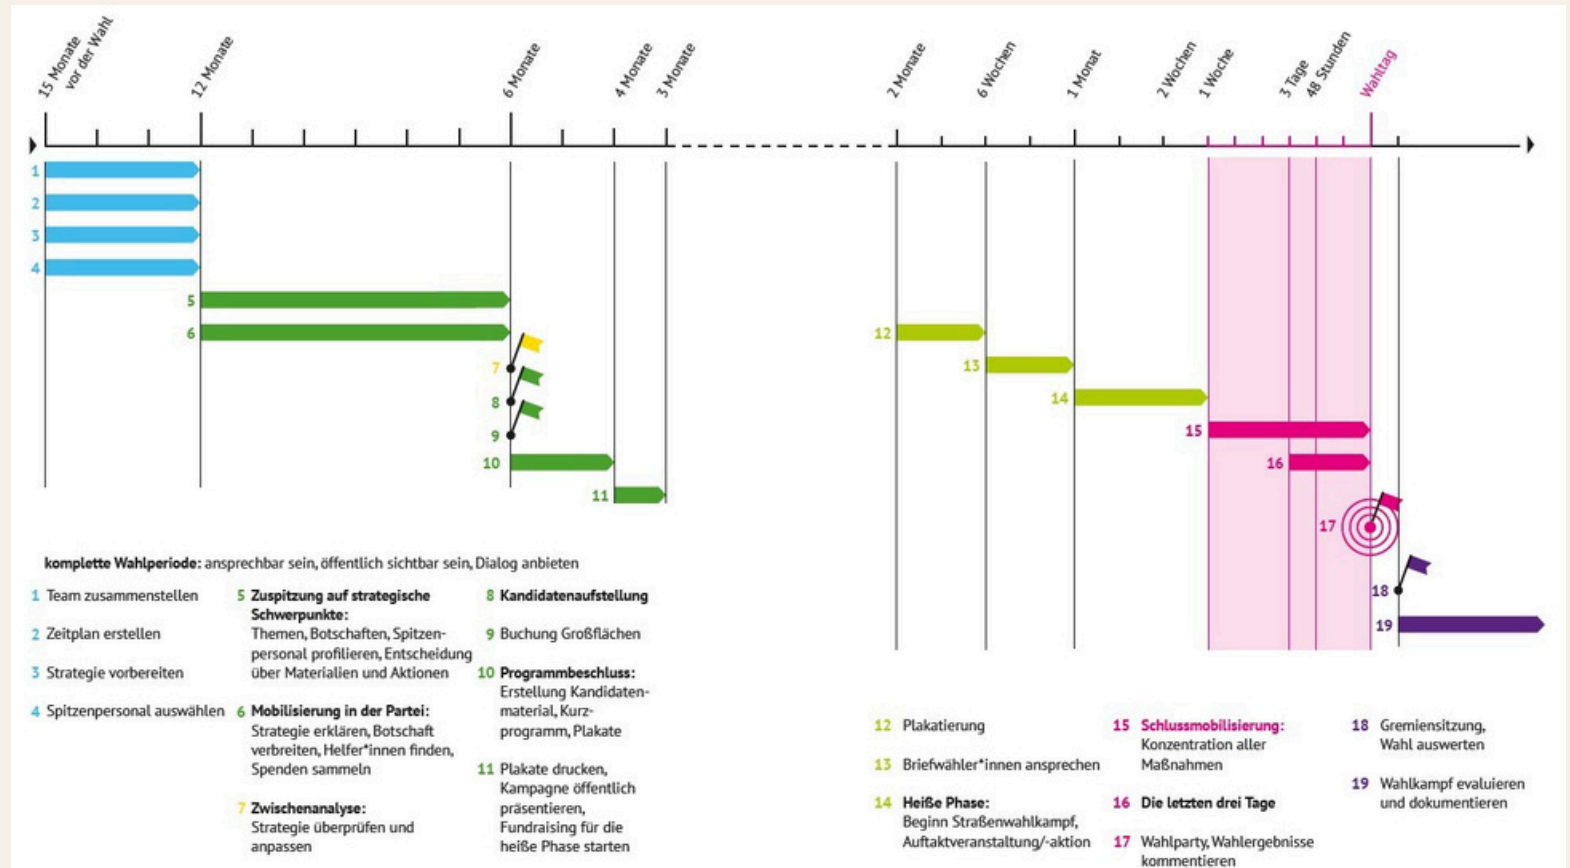 15 Monate
vor der Wahl
12 Monate
6 Monate
4 Monate
3 Monate
2 Monate
6 Wochen
1 Monat
2 Wochen
1 Woche
3 Tage
48 Stunden
Wahltag
1
2
3
4
5
6
7
8
9
10
11
12
13
14
15
16
17
18
19
komplette Wahlperiode: ansprechbar sein, öffentlich sichtbar sein, Dialog anbieten
1 Team zusammenstellen
2 Zeitplan erstellen
3 Strategie vorbereiten
4 Spitzenpersonal auswählen
5 Zuspitzung auf strategische
Schwerpunkte:
Themen, Botschaften, Spitzen-
personal profilieren, Entscheidung
über Materialien und Aktionen
6 Mobilisierung in der Partei:
Strategie erklären, Botschaft
verbreiten, Helfer*innen finden,
Spenden sammeln
7 Zwischenanalyse:
Strategie überprüfen und
anpassen
8 Kandidatenaufstellung
9 Buchung Großflächen
10 Programmbeschluss:
Erstellung Kandidaten-
material, Kurz-
programm, Plakate
11 Plakate drucken,
Kampagne öffentlich
präsentieren,
Fundraising für die
heiße Phase starten
12 Plakatierung
13 Briefwähler*innen ansprechen
14 Heiße Phase:
Beginn Straßenwahlkampf,
Auftaktveranstaltung/-aktion
15 Schlussmobilisierung:
Konzentration aller
Maßnahmen
16 Die letzten drei Tage
17 Wahlparty, Wahlergebnisse
kommentieren
18 Gremiensitzung,
Wahl auswerten
19 Wahlkampf evaluieren
und dokumentieren